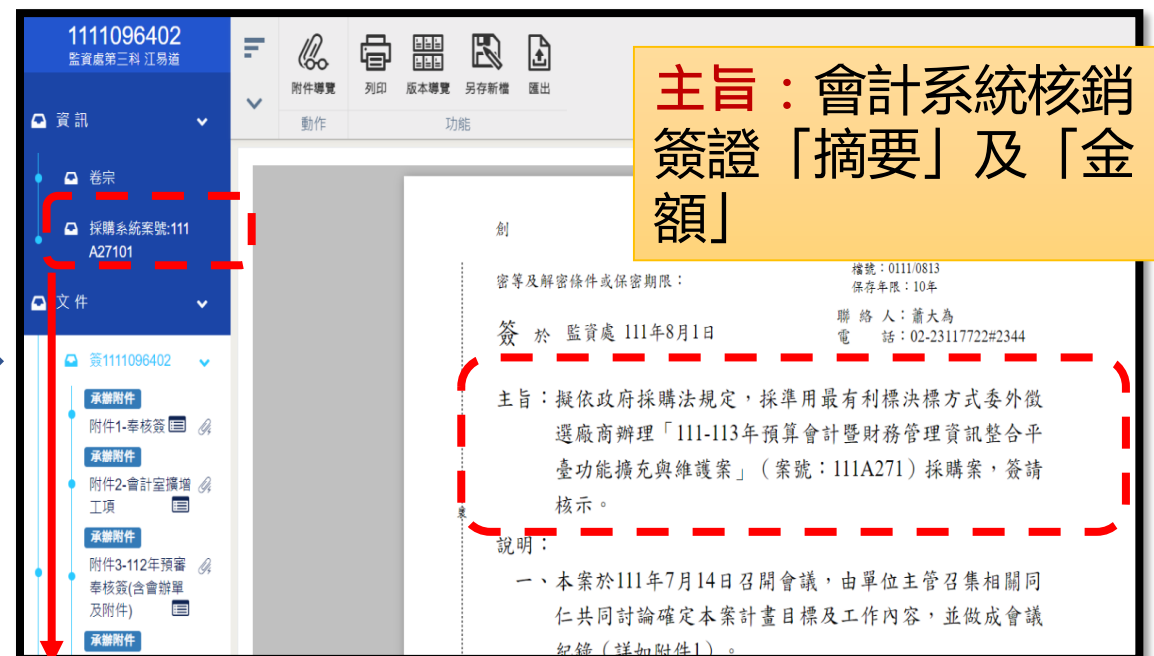 1111096402
監資處第三科 江易道
資訊
卷宗
採購系統案號:111
A27101
文件
簽1111096402
承辦附件
附件1-奉核簽
承辦附件
附件2-會計室擴增
工項
承辦附件
附件3-112年預審
奉核簽(含會辦單
及附件)
承辦附件
附件導覽
列印
版本導覽
另存新檔
匯出
動作
功能
主旨：會計系統核銷
簽證「摘要」及「金
額」
創
檔號：0111/0813
保存年限：10年
密等及解密條件或保密期限：
聯絡人：蕭大為
電　話：02-23117722#2344
簽 於 監資處 111年8月1日
主旨：擬依政府採購法規定，採準用最有利標決標方式委外徵
選廠商辦理「111-113年預算會計暨財務管理資訊整合平
臺功能擴充與維護案」（案號：111A271）採購案，簽請
核示。
說明：
一、本案於111年7月14日召開會議，由單位主管召集相關同
仁共同討論確定本案計畫目標及工作內容，並做成會議
紀錄（詳如附件1）。